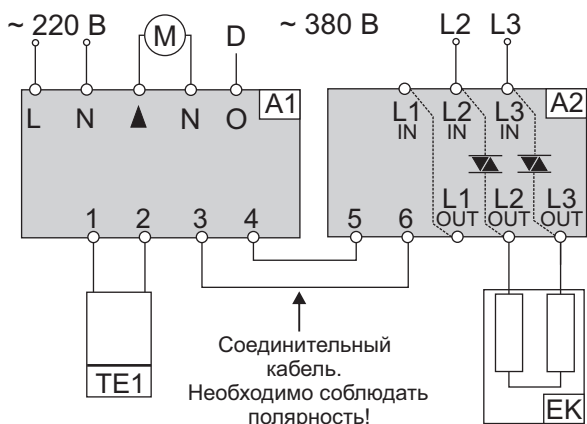 ~ 220 В M D ~ 380 В L2 L3
A1 A2
L N ▲ N O L1 IN L2 IN L3 IN
L1 OUT L2 OUT L3 OUT
1 2 3 4 5 6
TE1
Соединительный
кабель.
Необходимо соблюдать
полярность!
EK